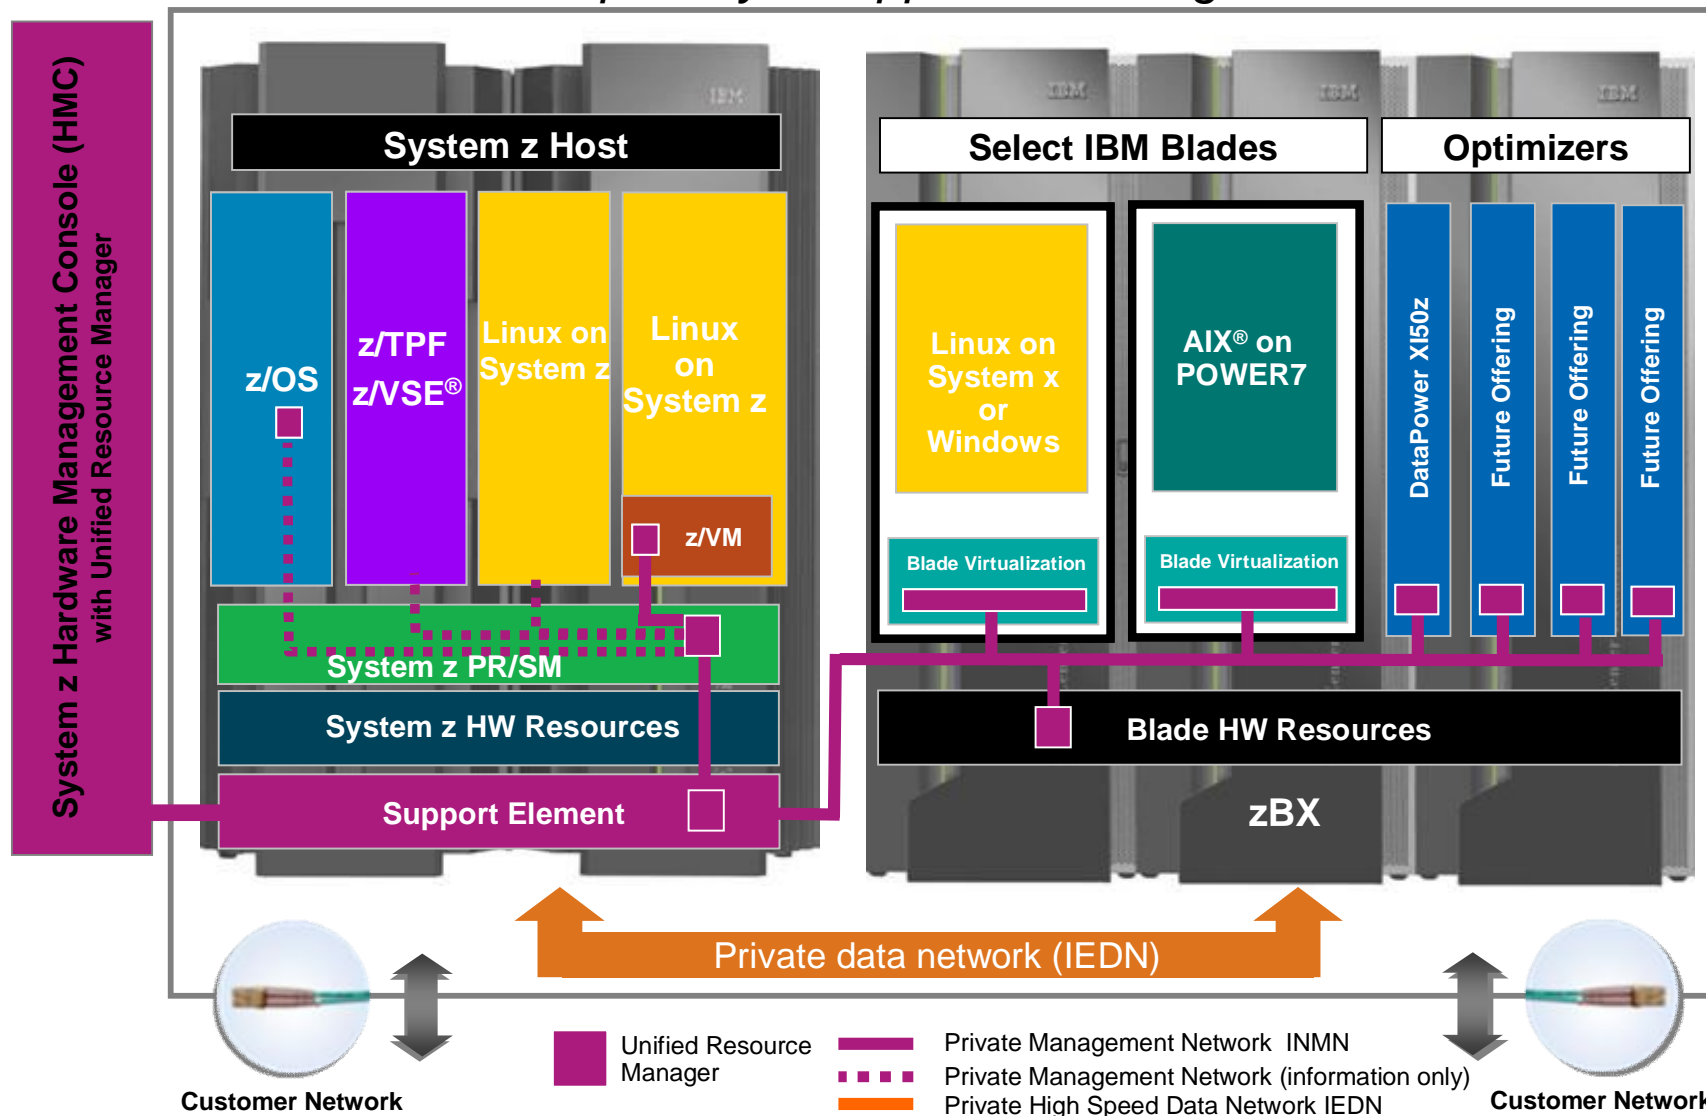 System z Hardware Management Console (HMC)
with Unified Resource Manager
IBM
IBM
IBM
IBM
System z Host
Select IBM Blades
Optimizers
z/OS
z/TPF
z/VSE®
Linux on
System z
Linux
on
System z
z/VM
Linux on
System x
or
Windows
AIX® on
POWER7
DataPower XI50z
Future Offering
Future Offering
Future Offering
Blade Virtualization
Blade Virtualization
System z PR/SM
System z HW Resources
Support Element
Blade HW Resources
zBX
Private data network (IEDN)
Unified Resource
Manager
Private Management Network INMN
Private Management Network (information only)
Private High Speed Data Network IEDN
Customer Network
Customer Network